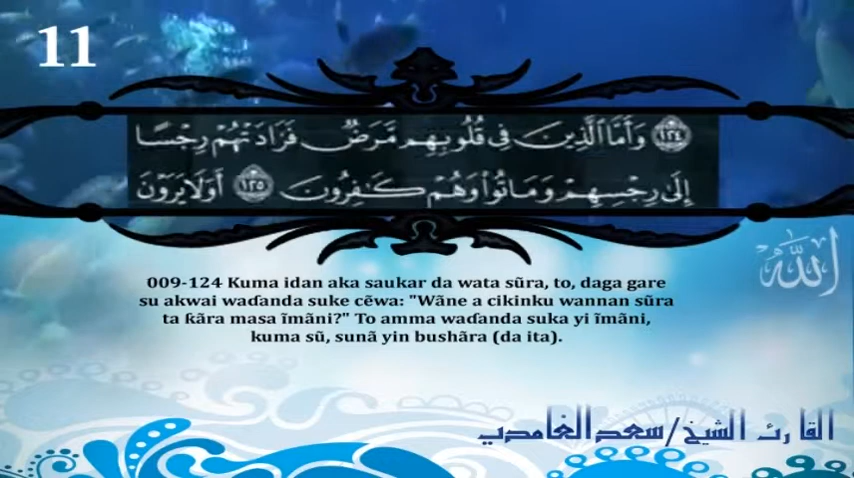 11
١٢٤ وَأَمَّا ٱلَّذِينَ فِى قُلُوبِهِم مَّرَضٌ فَزَادَتْهُمْ رِجْسًا
إِلَىٰ رِجْسِهِمْ وَمَاتُوا۟ وَهُمْ كَـٰفِرُونَ ١٢٥ أَوَلَا يَرَوْنَ
الله
009-124 Kuma idan aka saukar da wata sũra, to, daga gare
su akwai waɗanda suke cẽwa: "Wãne a cikinku wannan sũra
ta ƙãra masa ĩmãni?" To amma waɗanda suka yi ĩmãni,
kuma sũ, sunã yin bushãra (da ita).
القارئ الشيخ/سعد الغامدي